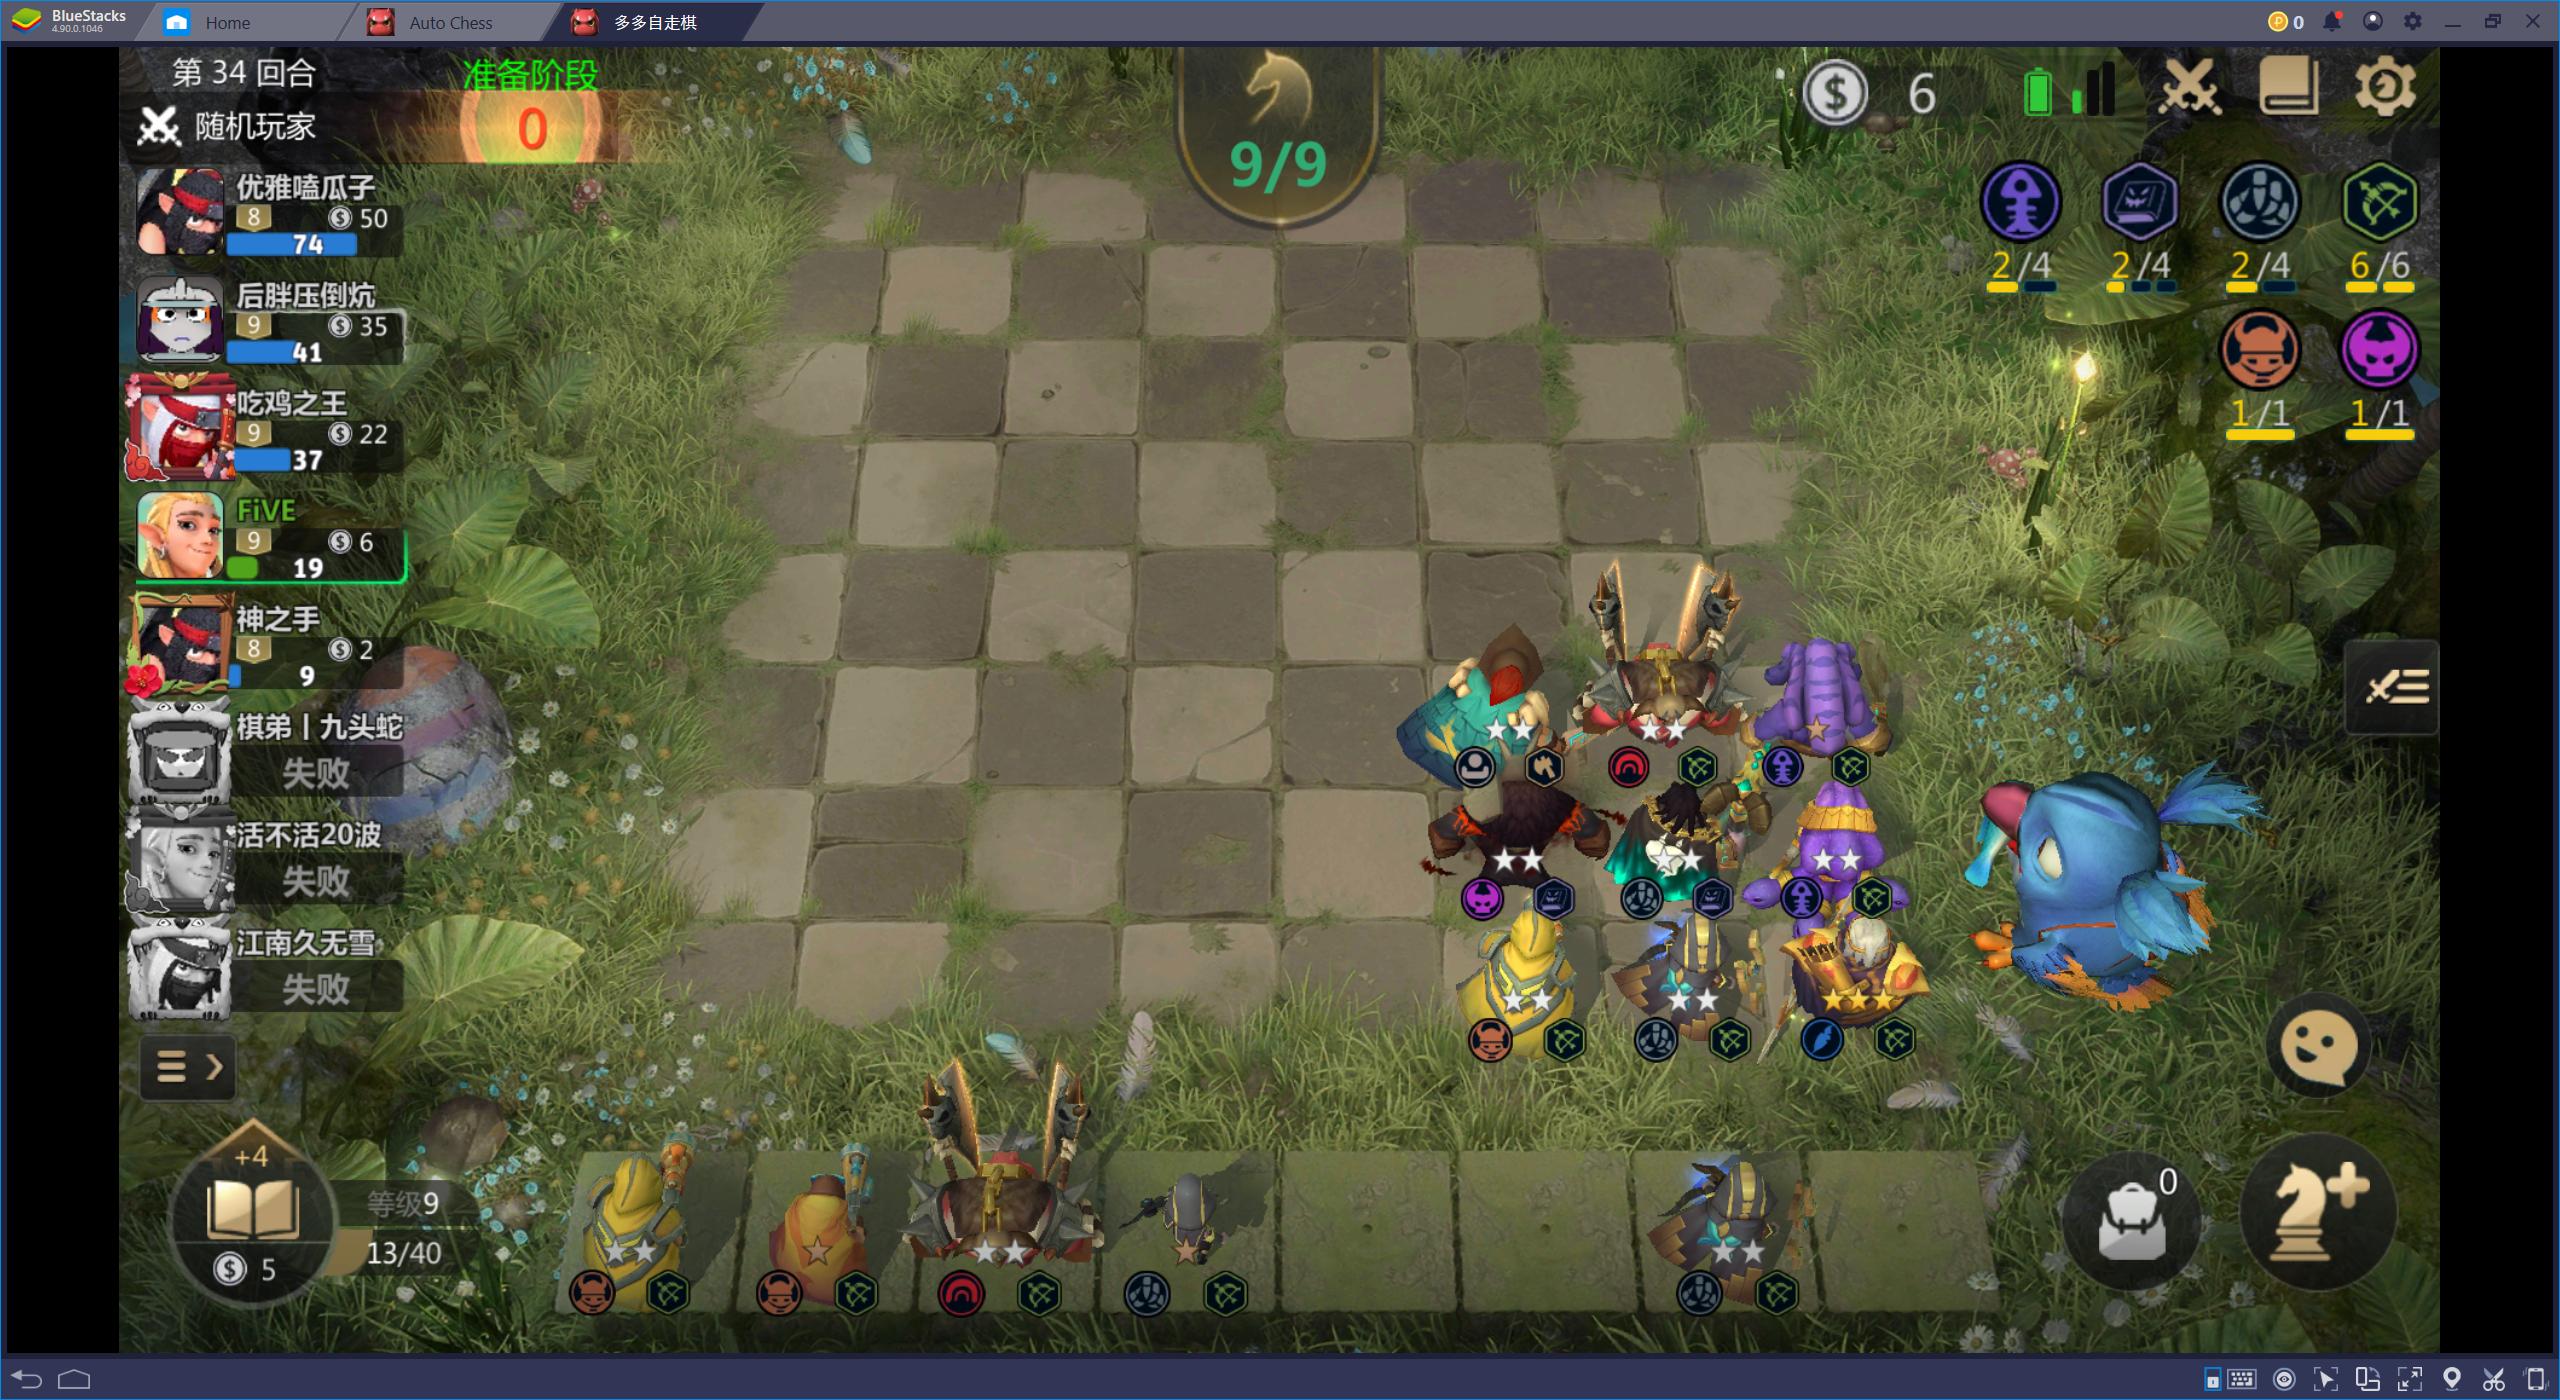 BlueStacks
4.90.0.1046
Home
Auto Chess
多多自走棋
0
第 34 回合
准备阶段
随机玩家
0
9/9
6
2/4
2/4
2/4
6/6
1/1
1/1
优雅嗑瓜子
8
50
74
后胖压倒炕
9
35
41
吃鸡之王
9
22
37
FiVE
9
6
19
神之手
8
2
9
棋弟丨九头蛇
失败
活不活20波
失败
江南久无雪
失败
+4
5
等级9
13/40
0